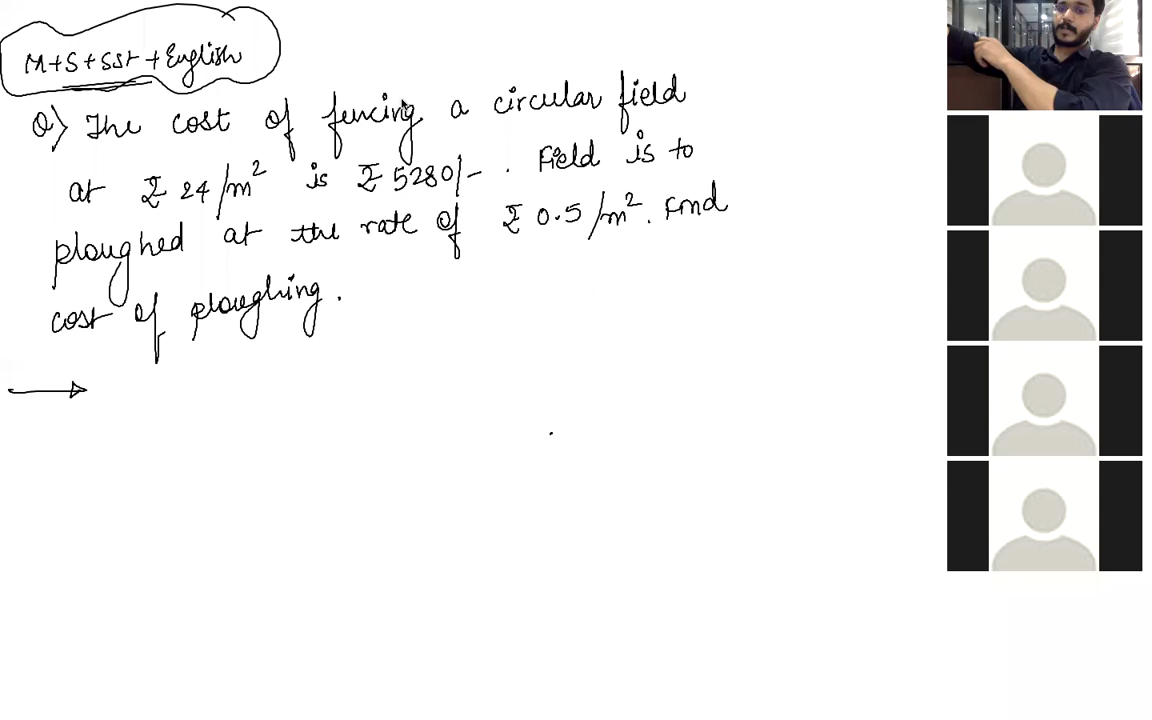 M+S+SST+English
Q) The cost of fencing a circular field
at ₹ 24/m² is ₹ 5280/- . Field is to
ploughed at the rate of ₹ 0.5/m². Find
cost of ploughing.